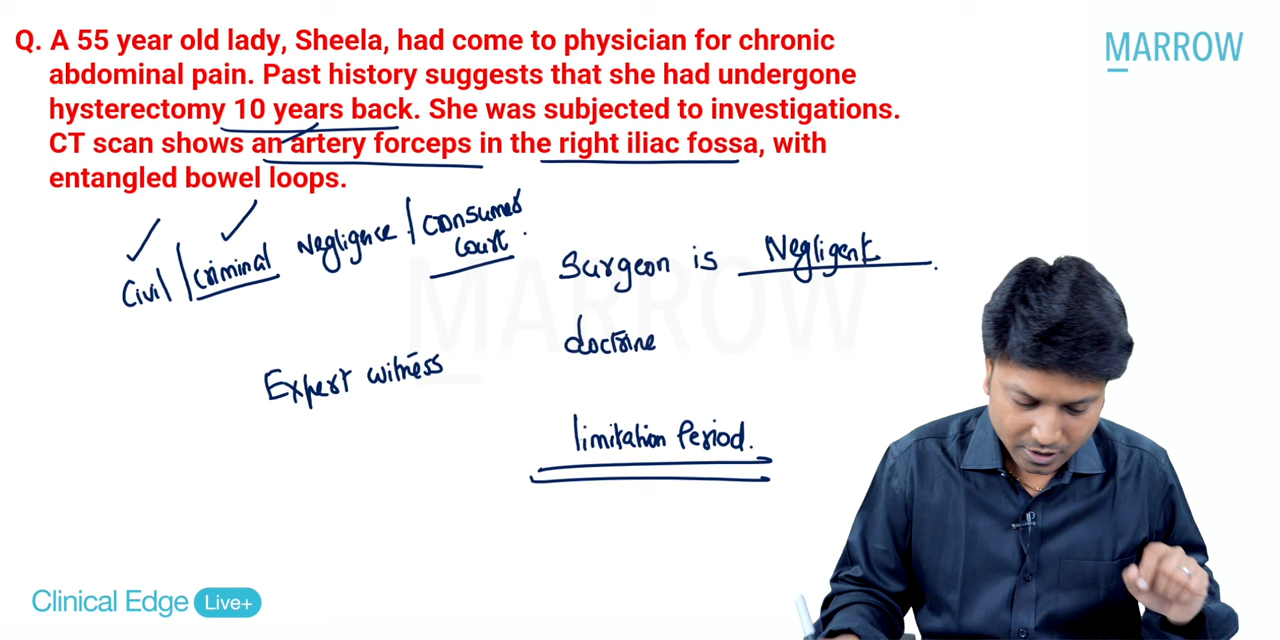 Q. A 55 year old lady, Sheela, had come to physician for chronic
abdominal pain. Past history suggests that she had undergone
hysterectomy 10 years back. She was subjected to investigations.
CT scan shows an artery forceps in the right iliac fossa, with
entangled bowel loops.
MARROW
Civil / criminal Negligence / Consumer
Court.
Surgeon is Negligent.
doctrine
Expert witness
limitation Period.
MARROW
Clinical Edge Live+